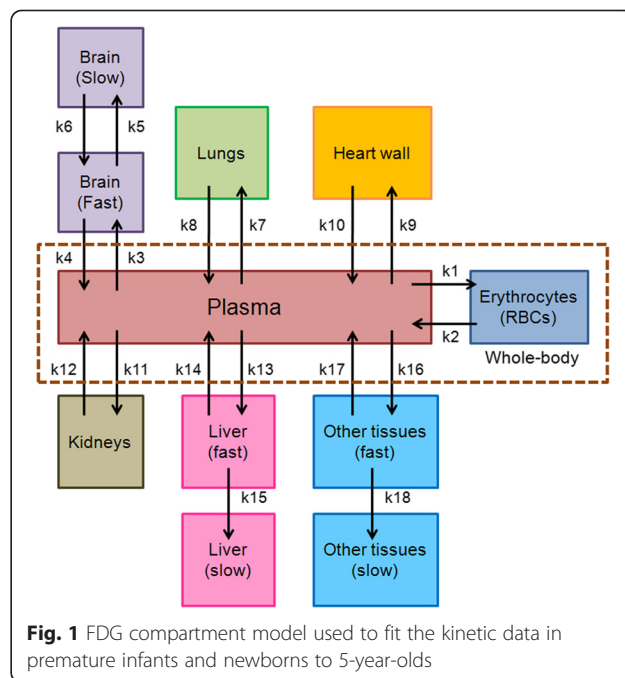 Brain
(Slow)
k6
k5
Brain
(Fast)
Lungs
Heart wall
k8
k7
k10
k9
k4
k3
k1
Plasma
Erythrocytes
(RBCs)
k2
Whole-body
k12
k11
k14
k13
k17
k16
Kidneys
Liver
(fast)
Other tissues
(fast)
k15
k18
Liver
(slow)
Other tissues
(slow)
Fig. 1 FDG compartment model used to fit the kinetic data in
premature infants and newborns to 5-year-olds